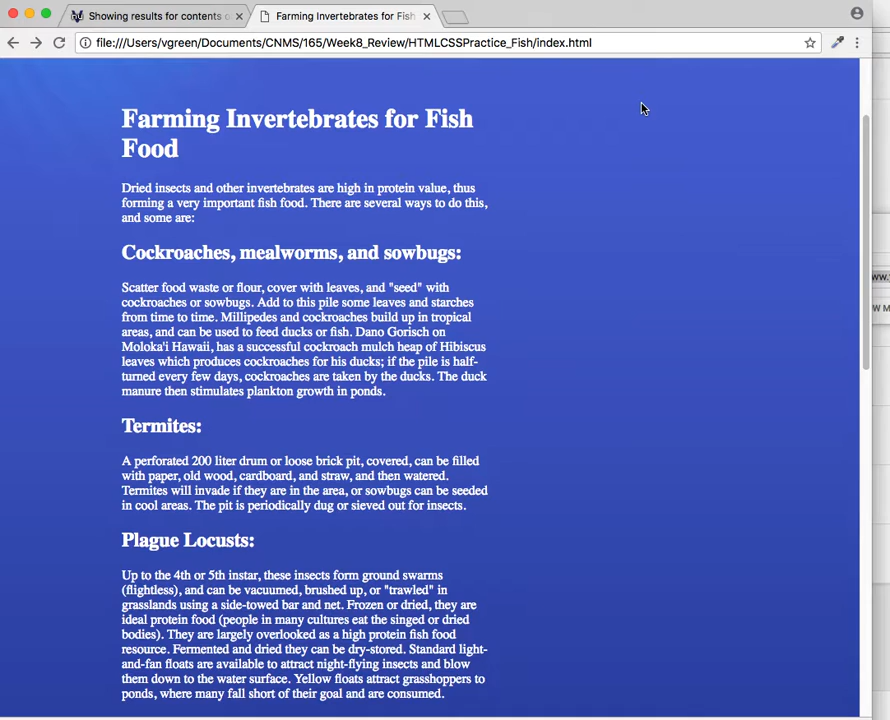 Showing results for contents o
Farming Invertebrates for Fish
file:///Users/vgreen/Documents/CNMS/165/Week8_Review/HTMLCSSPractice_Fish/index.html
Farming Invertebrates for Fish
Food
Dried insects and other invertebrates are high in protein value, thus
forming a very important fish food. There are several ways to do this,
and some are:
Cockroaches, mealworms, and sowbugs:
Scatter food waste or flour, cover with leaves, and "seed" with
cockroaches or sowbugs. Add to this pile some leaves and starches
from time to time. Millipedes and cockroaches build up in tropical
areas, and can be used to feed ducks or fish. Dano Gorisch on
Moloka'i Hawaii, has a successful cockroach mulch heap of Hibiscus
leaves which produces cockroaches for his ducks; if the pile is half-
turned every few days, cockroaches are taken by the ducks. The duck
manure then stimulates plankton growth in ponds.
Termites:
A perforated 200 liter drum or loose brick pit, covered, can be filled
with paper, old wood, cardboard, and straw, and then watered.
Termites will invade if they are in the area, or sowbugs can be seeded
in cool areas. The pit is periodically dug or sieved out for insects.
Plague Locusts:
Up to the 4th or 5th instar, these insects form ground swarms
(flightless), and can be vacuumed, brushed up, or "trawled" in
grasslands using a side-towed bar and net. Frozen or dried, they are
ideal protein food (people in many cultures eat the singed or dried
bodies). They are largely overlooked as a high protein fish food
resource. Fermented and dried they can be dry-stored. Standard light-
and-fan floats are available to attract night-flying insects and blow
them down to the water surface. Yellow floats attract grasshoppers to
ponds, where many fall short of their goal and are consumed.